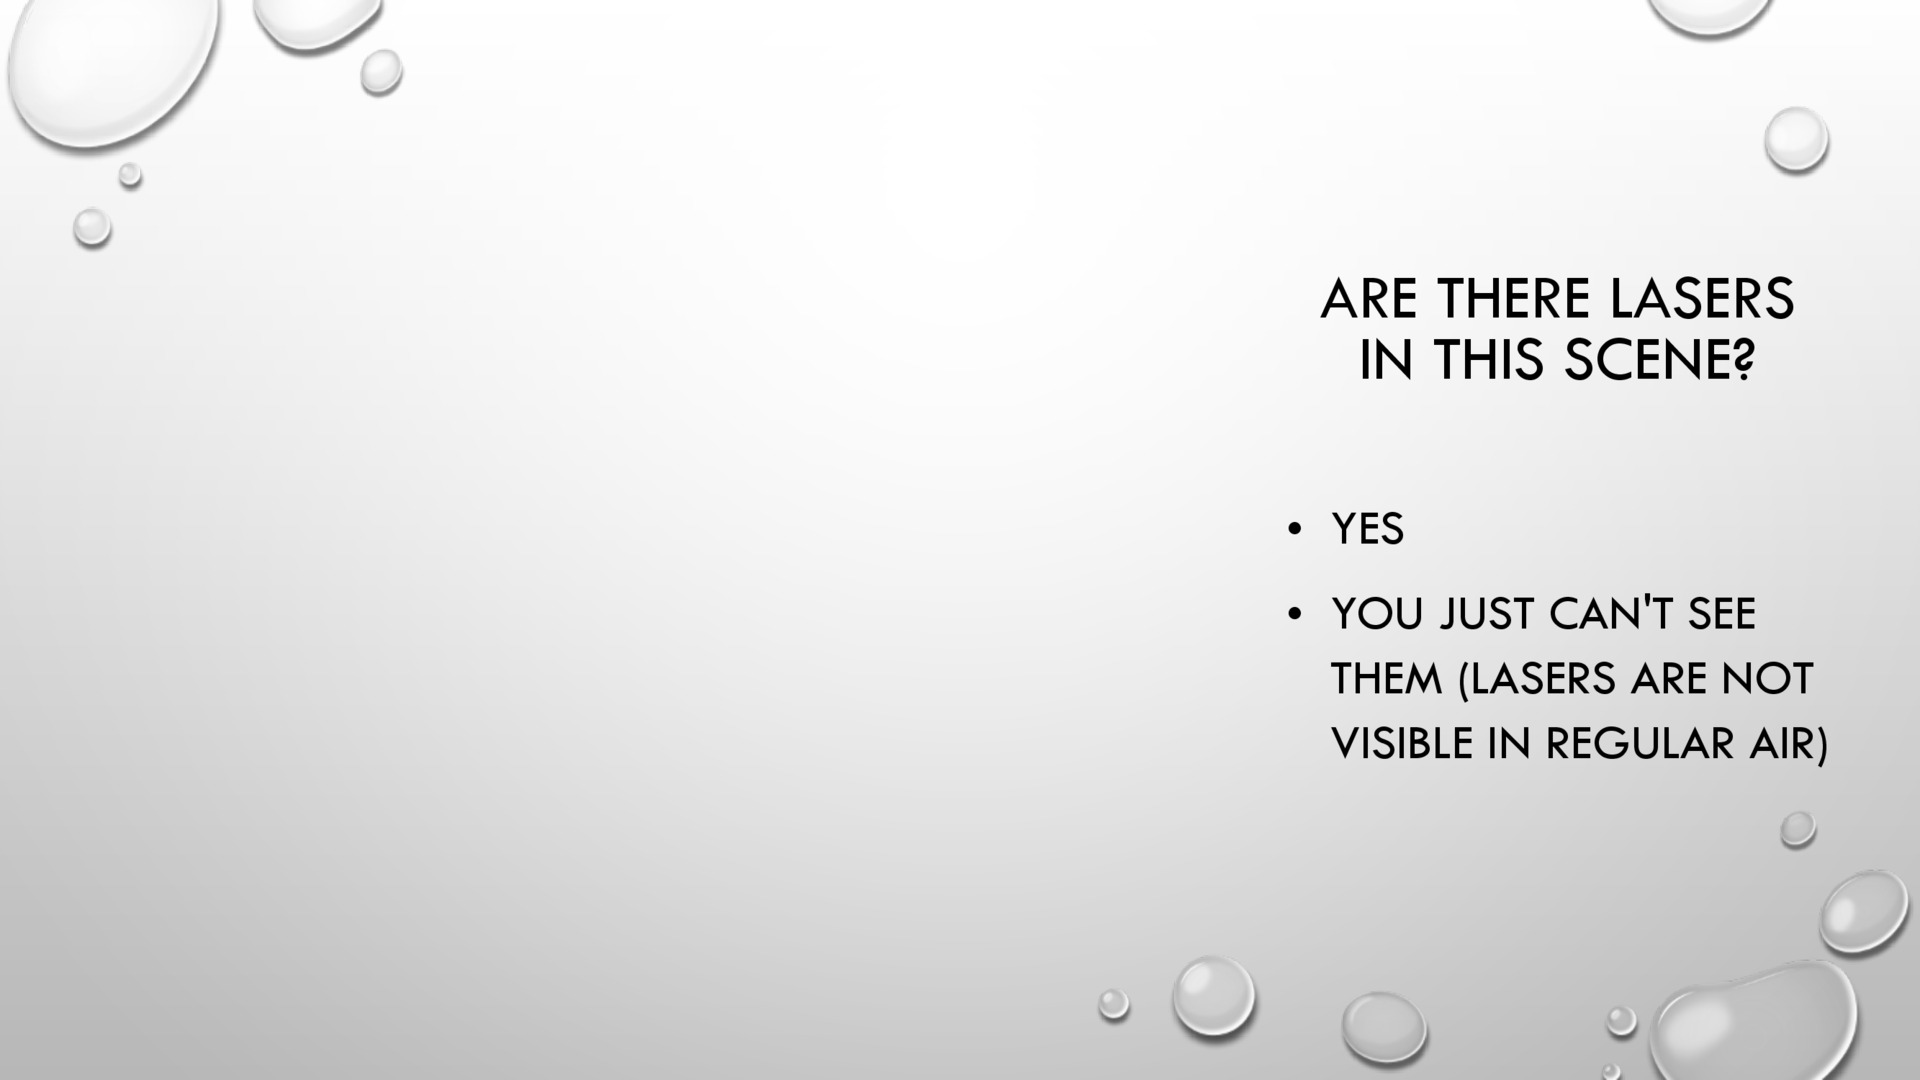 ARE THERE LASERS
IN THIS SCENE?
• YES
• YOU JUST CAN'T SEE
THEM (LASERS ARE NOT
VISIBLE IN REGULAR AIR)